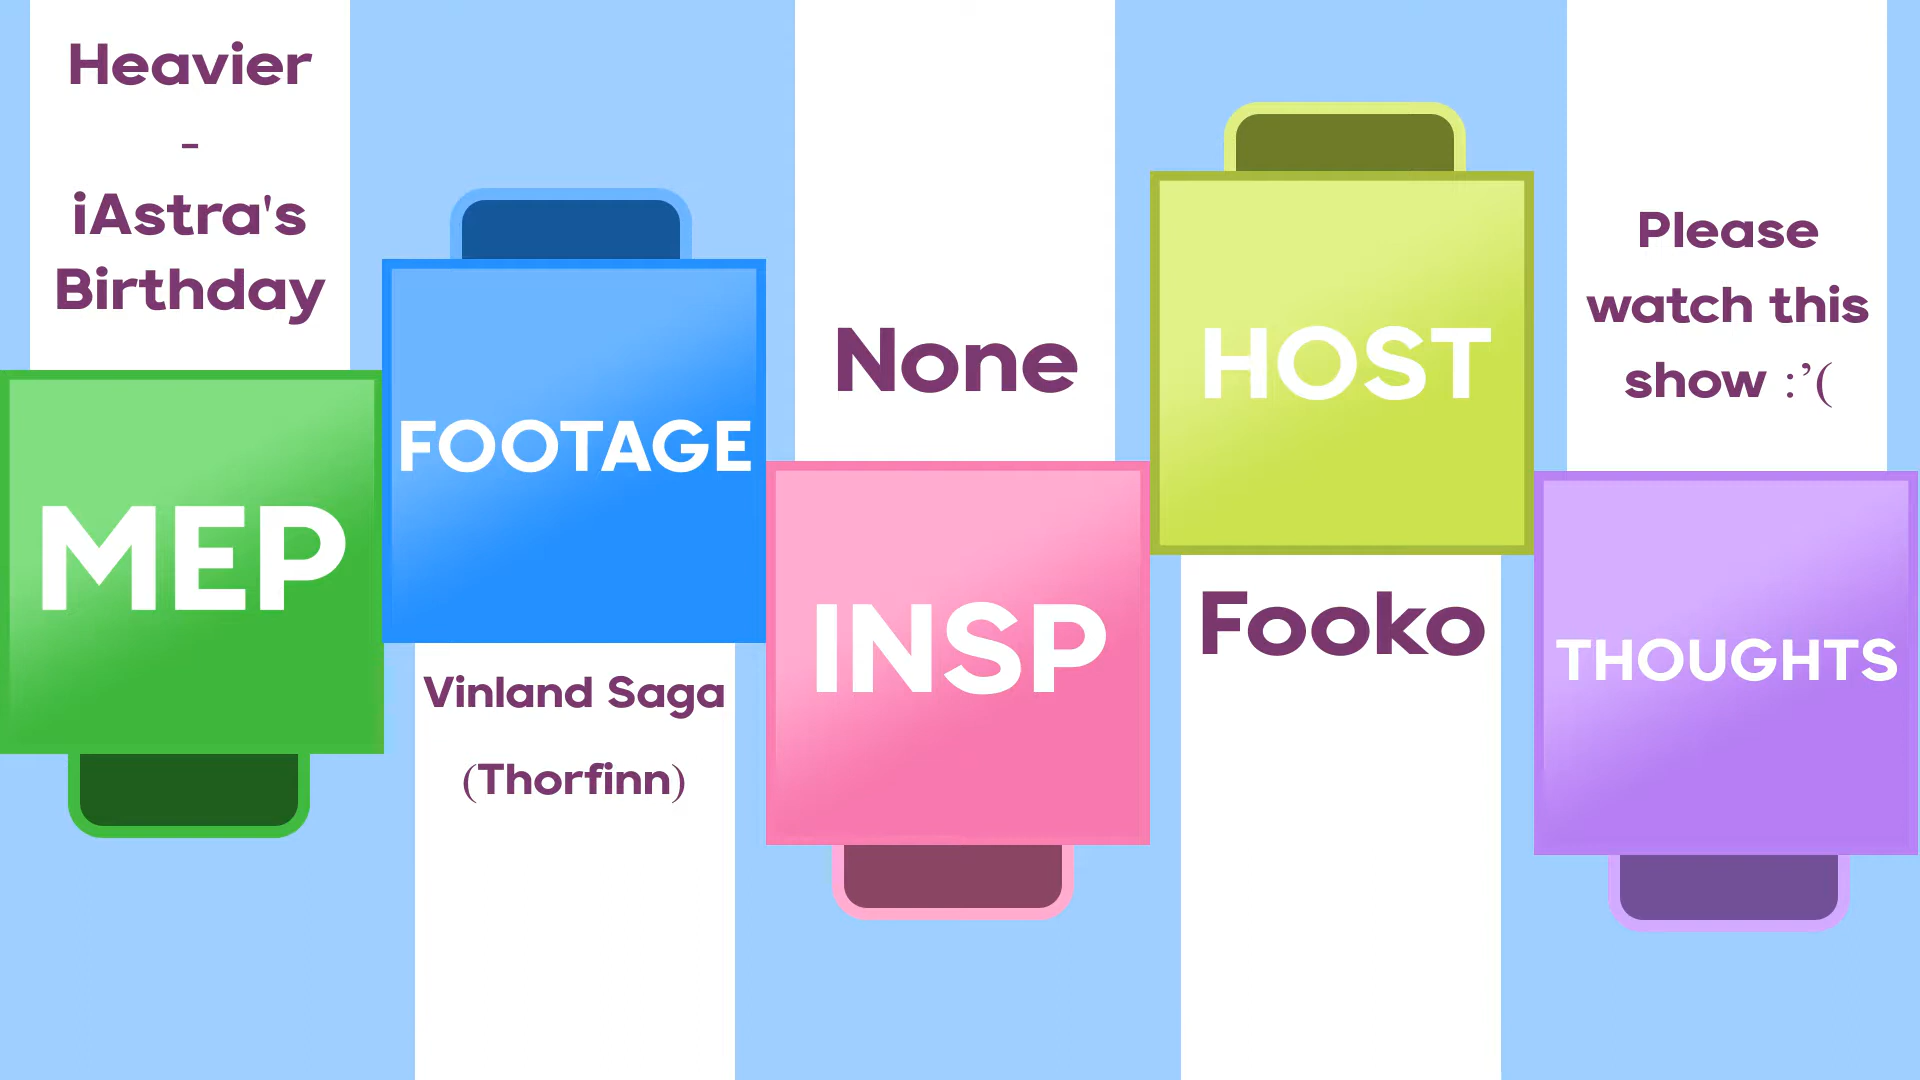 Heavier
-
iAstra's
Birthday
MEP
FOOTAGE
Vinland Saga
(Thorfinn)
None
INSP
HOST
Fooko
Please
watch this
show :’(
THOUGHTS